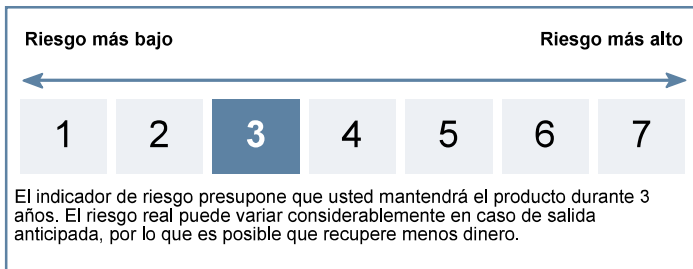 Riesgo más bajo Riesgo más alto
1 2 3 4 5 6 7
El indicador de riesgo presupone que usted mantendrá el producto durante 3
años. El riesgo real puede variar considerablemente en caso de salida
anticipada, por lo que es posible que recupere menos dinero.